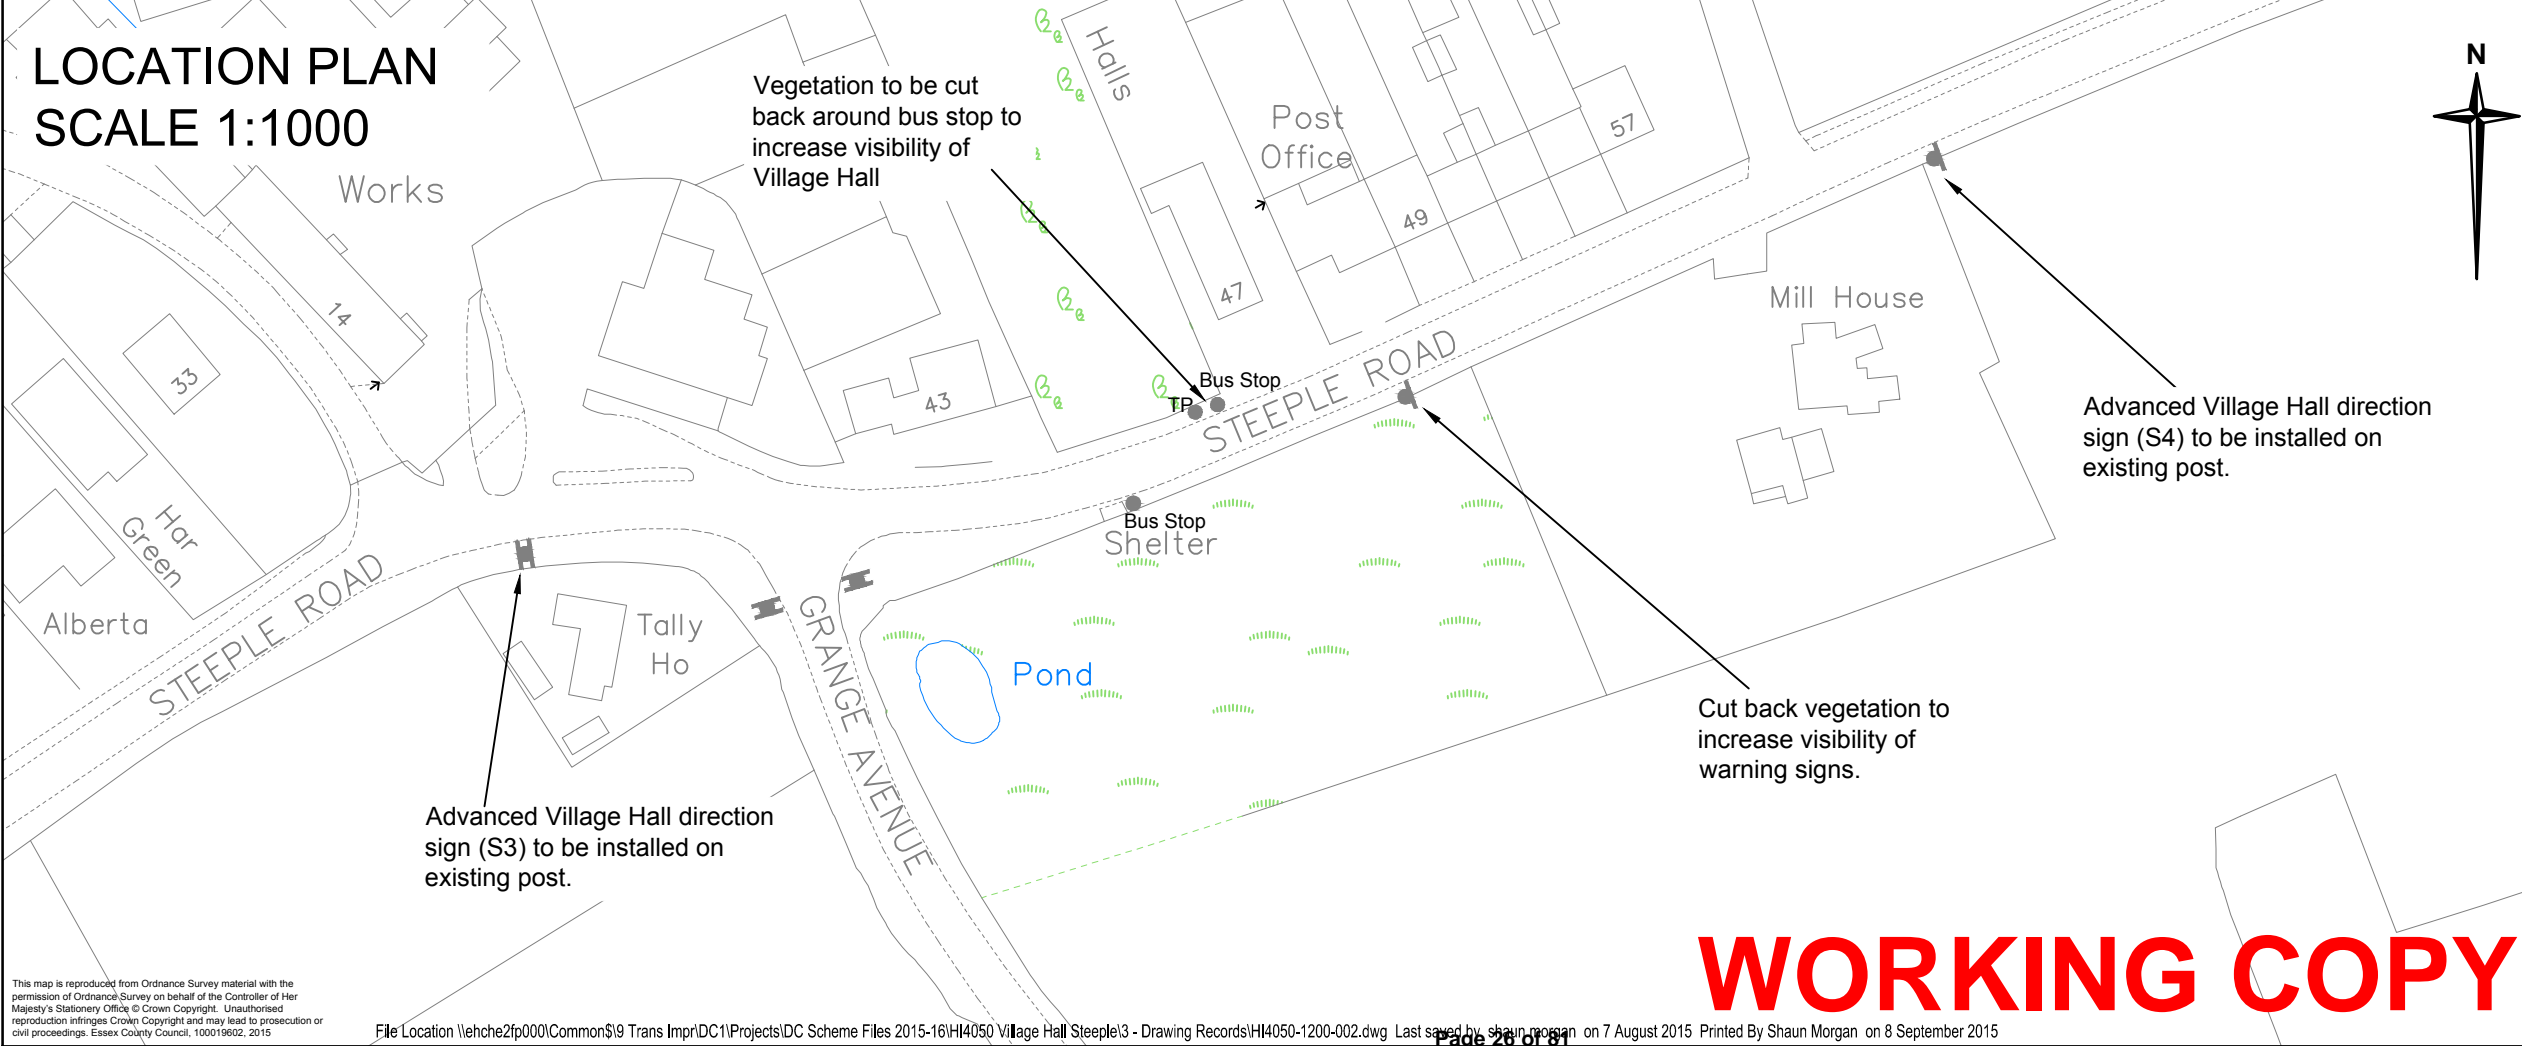 LOCATION PLAN
SCALE 1:1000
Works
14
33
Har
Green
Alberta
STEEPLE ROAD
Vegetation to be cut
back around bus stop to
increase visibility of
Village Hall
Halls
Post
Office
57
49
47
43
Bus Stop
TP
STEEPLE ROAD
Mill House
N
Advanced Village Hall direction
sign (S4) to be installed on
existing post.
Bus Stop
Shelter
Tally
Ho
GRANGE AVENUE
Pond
Cut back vegetation to
increase visibility of
warning signs.
Advanced Village Hall direction
sign (S3) to be installed on
existing post.
WORKING COPY
This map is reproduced from Ordnance Survey material with the
permission of Ordnance Survey on behalf of the Controller of Her
Majesty's Stationery Office © Crown Copyright. Unauthorised
reproduction infringes Crown Copyright and may lead to prosecution or
civil proceedings. Essex County Council, 100019602, 2015
File Location \\ehche2fp000\Common$\9 Trans Impr\DC1\Projects\DC Scheme Files 2015-16\HI4050 Village Hall Steeple\3 - Drawing Records\HI4050-1200-002.dwg Last saved by shaun.morgan on 7 August 2015 Printed By Shaun Morgan on 8 September 2015
Page 26 of 81